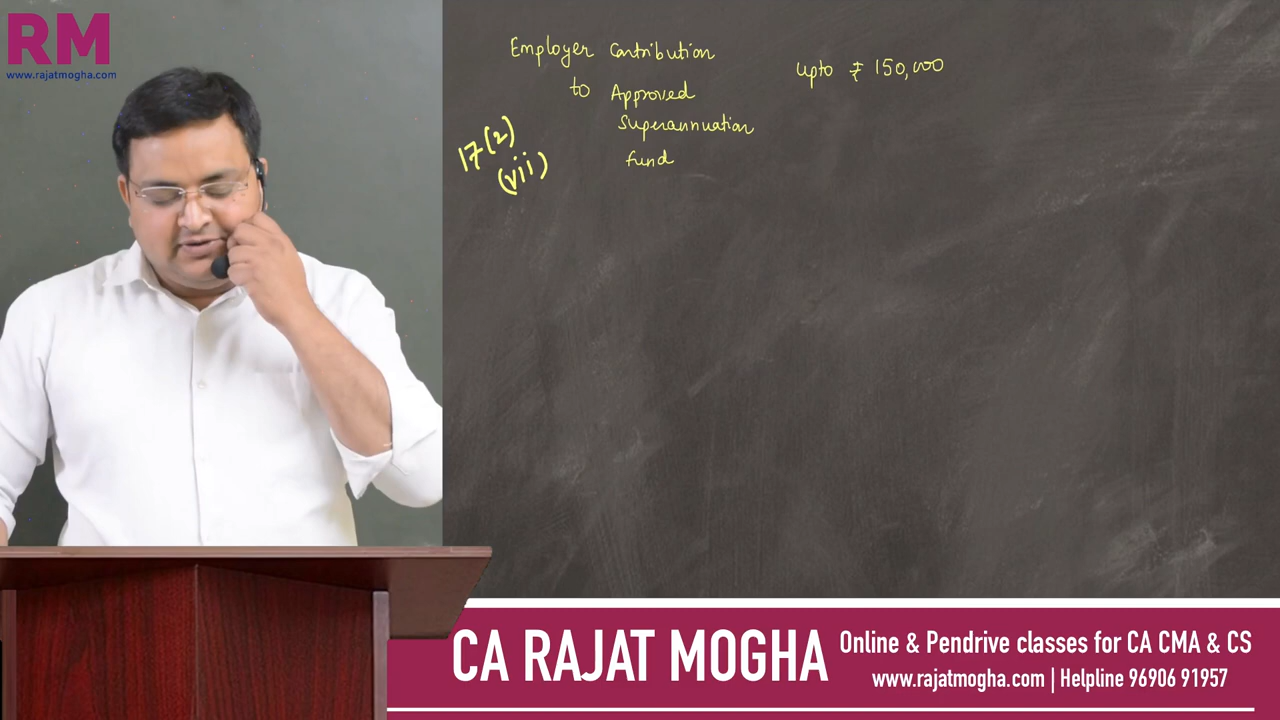 RM
www.rajatmogha.com
Employer Contribution
to Approved
Superannuation
fund
upto ₹ 150,000
17(2)
(vii)
CA RAJAT MOGHA
Online & Pendrive classes for CA CMA & CS
www.rajatmogha.com | Helpline 96906 91957